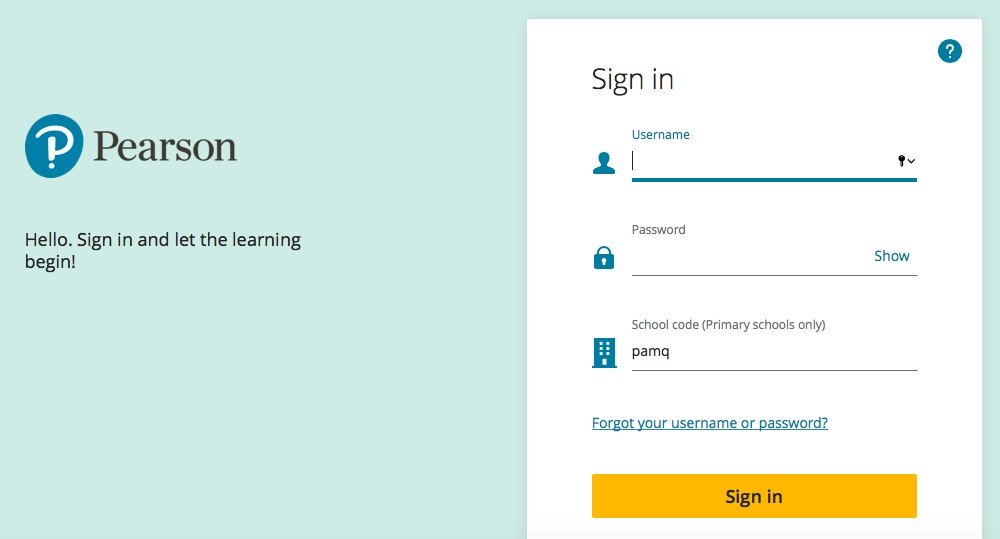 Pearson
Hello. Sign in and let the learning
begin!
?
Sign in
Username
Password
Show
School code (Primary schools only)
pamq
Forgot your username or password?
Sign in